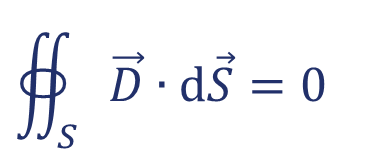 ∯_S D⃗ · dS⃗ = 0